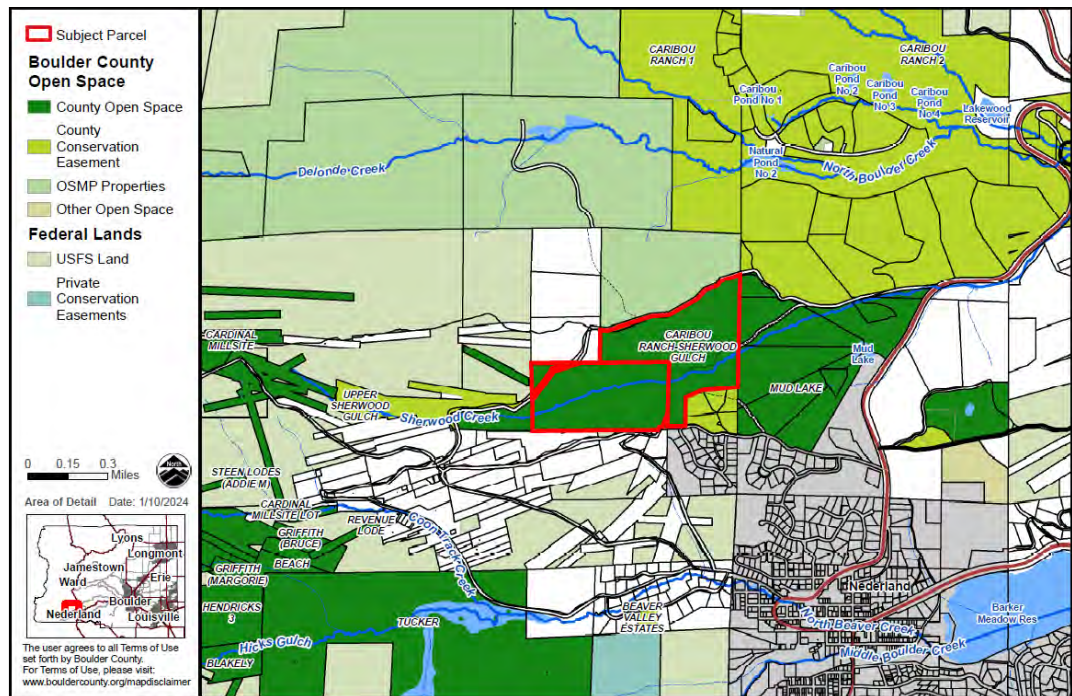 Subject Parcel
Boulder County
Open Space
County Open Space
County
Conservation
Easement
OSMP Properties
Other Open Space
Federal Lands
USFS Land
Private
Conservation
Easements
0 0.15 0.3
Miles
North
Area of Detail Date: 1/10/2024
Lyons
Longmont
Jamestown
Ward
Erie
Boulder
Nederland
Louisville
The user agrees to all Terms of Use
set forth by Boulder County.
For Terms of Use, please visit:
www.bouldercounty.org/mapdisclaimer
CARIBOU
RANCH 1
CARIBOU
RANCH 2
Caribou
Pond No 1
Caribou
Pond
No 2
Caribou
Pond
No 3
Caribou
Pond
No 4
Lakewood
Reservoir
Delonde Creek
Natural
Pond
No 2
North Boulder Creek
CARDINAL
MILLSITE
CARIBOU
RANCH-SHERWOOD
GULCH
Mud
Lake
MUD LAKE
UPPER
SHERWOOD
GULCH
Sherwood Creek
STEEN LODES
(ADDIE M)
CARDINAL
MILLSITE LOT
REVENUE
LODE
Coon Track Creek
GRIFFITH
(BRUCE)
BEACH
GRIFFITH
(MARGORIE)
HENDRICKS
3
TUCKER
BEAVER
VALLEY
ESTATES
Nederland
North Beaver Creek
Barker
Meadow Res
Hicks Gulch
BLAKELY
Middle Boulder Creek